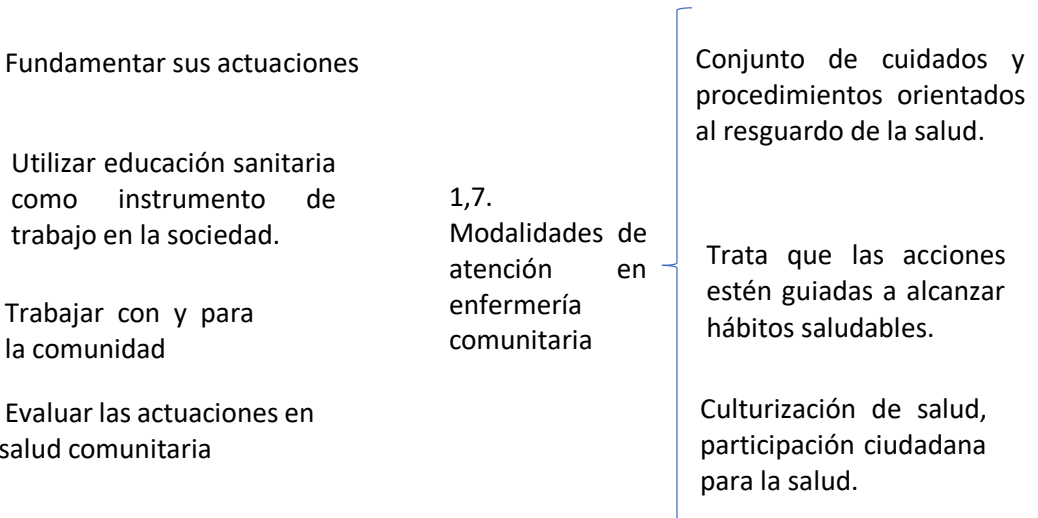 Fundamentar sus actuaciones
Utilizar educación sanitaria
como instrumento de
trabajo en la sociedad.
Trabajar con y para
la comunidad
Evaluar las actuaciones en
salud comunitaria
1,7.
Modalidades de
atención en
enfermería
comunitaria
Conjunto de cuidados y
procedimientos orientados
al resguardo de la salud.
Trata que las acciones
estén guiadas a alcanzar
hábitos saludables.
Culturización de salud,
participación ciudadana
para la salud.